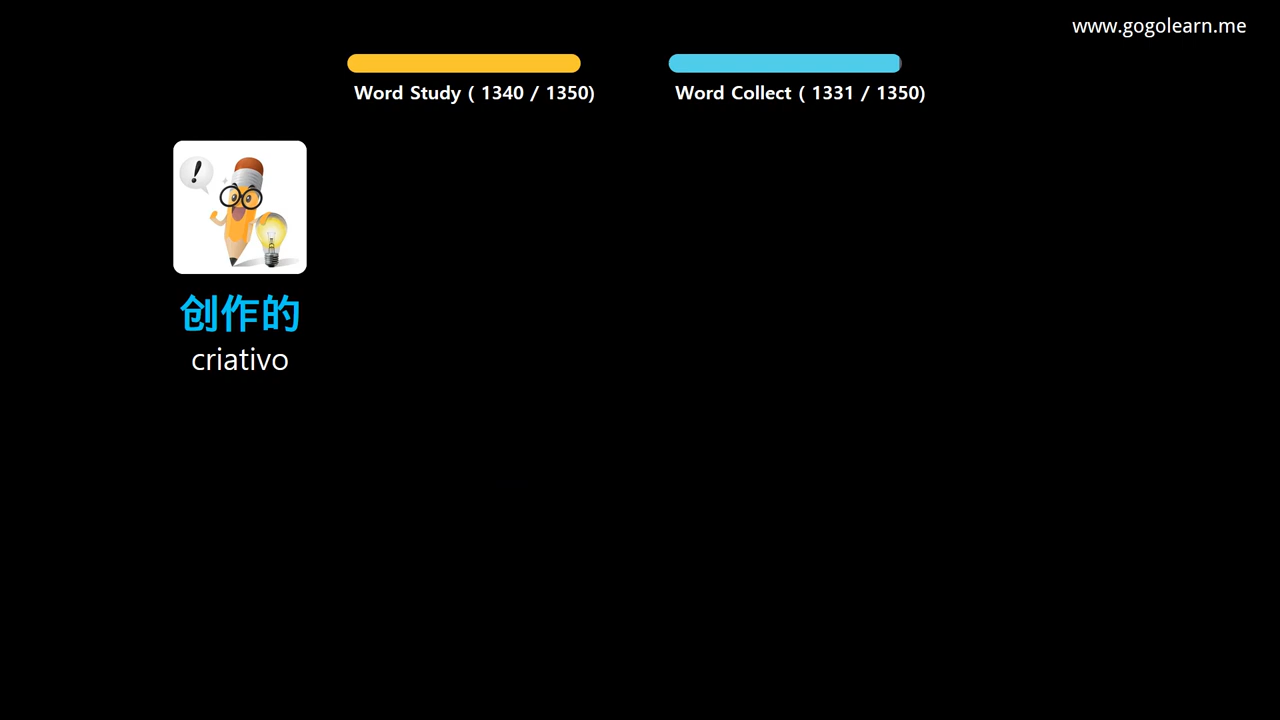 www.gogolearn.me
Word Study ( 1340 / 1350)
Word Collect ( 1331 / 1350)
!
创作的
criativo